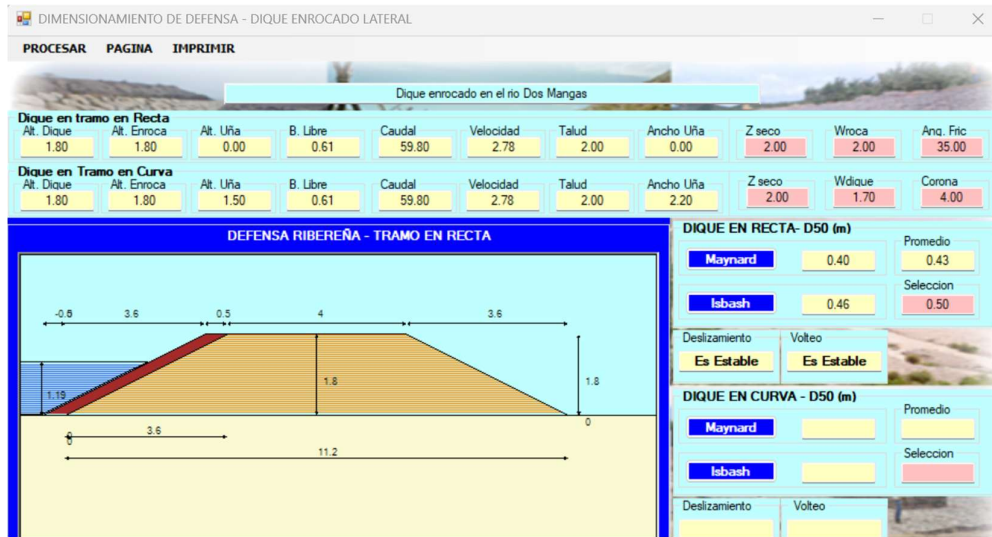 DIMENSIONAMIENTO DE DEFENSA - DIQUE ENROCADO LATERAL
PROCESAR PAGINA IMPRIMIR
Dique enrocado en el rio Dos Mangas
Dique en tramo en Recta
Alt. Dique Alt. Enroca Alt. Uña B. Libre Caudal Velocidad Talud Ancho Uña Z seco Wroca Ang. Fric
1.80 1.80 0.00 0.61 59.80 2.78 2.00 0.00 2.00 2.00 35.00
Dique en Tramo en Curva
Alt. Dique Alt. Enroca Alt. Uña B. Libre Caudal Velocidad Talud Ancho Uña Z seco Wdique Corona
1.80 1.80 1.50 0.61 59.80 2.78 2.00 2.20 2.00 1.70 4.00
DEFENSA RIBEREÑA - TRAMO EN RECTA
-0.6 3.6 0.5 4 3.6
1.19
1.8
1.8
0
0
3.6
11.2
DIQUE EN RECTA- D50 (m)
Promedio
Maynard 0.40 0.43
Seleccion
Isbash 0.46 0.50
Deslizamiento Volteo
Es Estable Es Estable
DIQUE EN CURVA - D50 (m)
Promedio
Maynard
Seleccion
Isbash
Deslizamiento Volteo